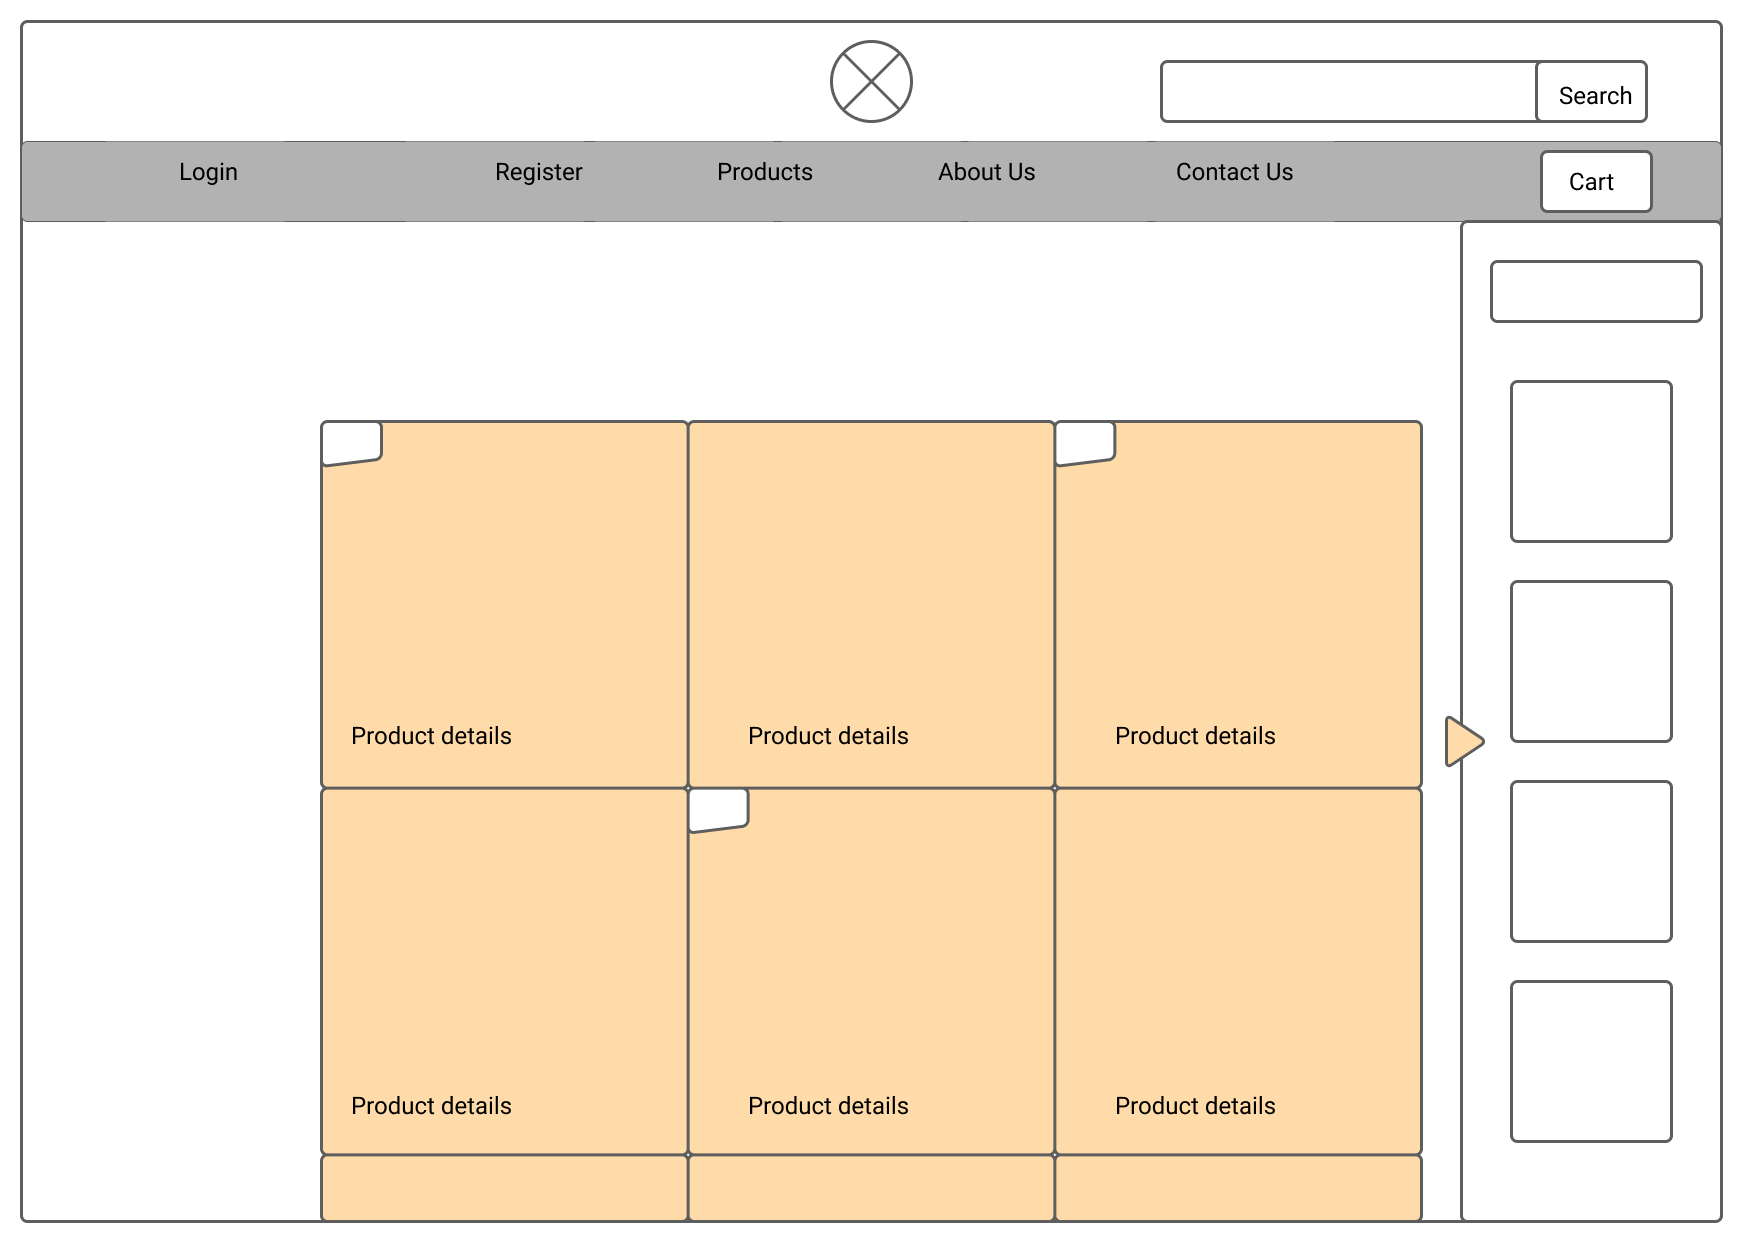 Search
Login
Register
Products
About Us
Contact Us
Cart
Product details
Product details
Product details
Product details
Product details
Product details